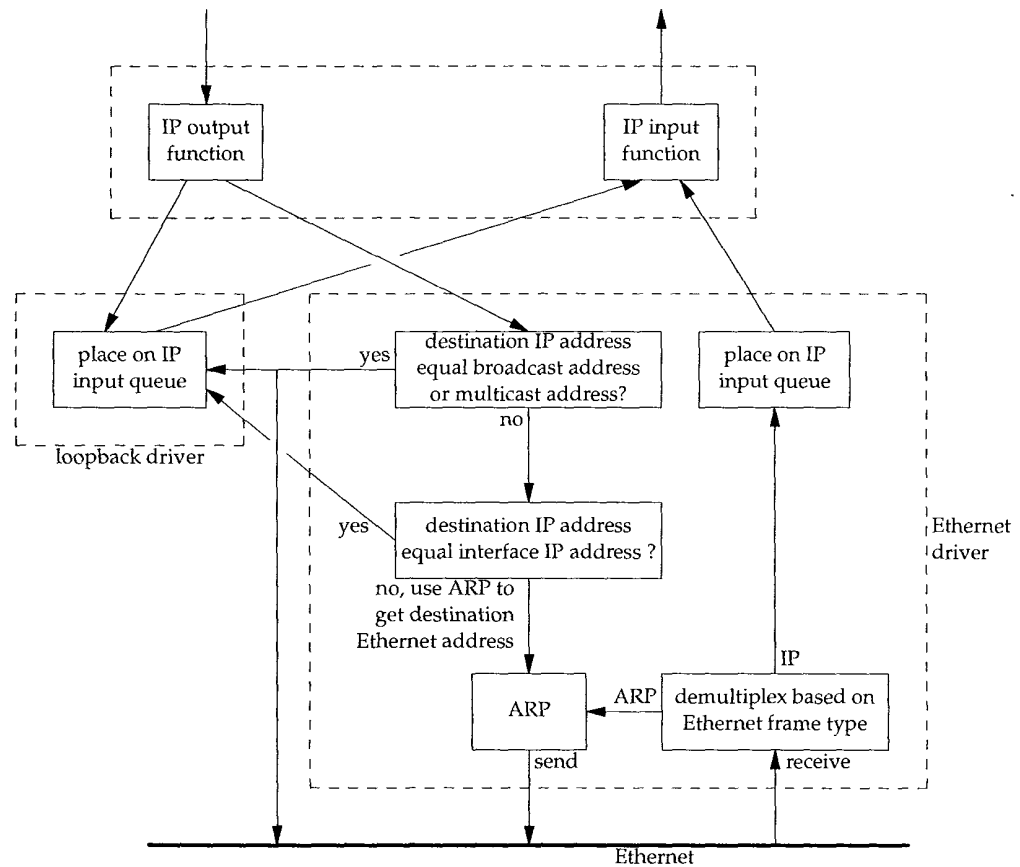 IP output
function
IP input
function
place on IP
input queue
loopback driver
yes
destination IP address
equal broadcast address
or multicast address?
no
place on IP
input queue
yes
destination IP address
equal interface IP address ?
Ethernet
driver
no, use ARP to
get destination
Ethernet address
IP
ARP
ARP
demultiplex based on
Ethernet frame type
send
receive
Ethernet